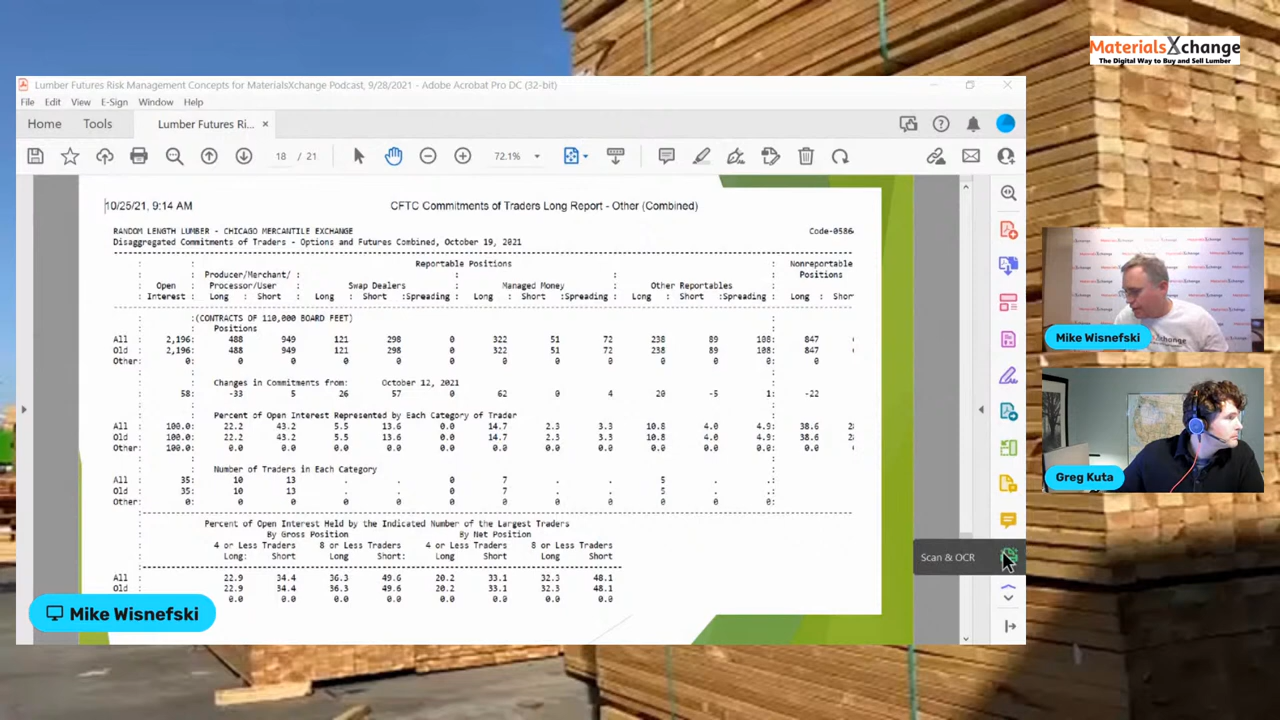 MaterialsXchange
The Digital Way to Buy and Sell Lumber
Lumber Futures Risk Management Concepts for MaterialsXchange Podcast, 9/28/2021 - Adobe Acrobat Pro DC (32-bit)
File Edit View E-Sign Window Help
Home Tools Lumber Futures Ri... ×
18 / 21 72.1%
10/25/21, 9:14 AM CFTC Commitments of Traders Long Report - Other (Combined)
RANDOM LENGTH LUMBER - CHICAGO MERCANTILE EXCHANGE Code-0586
Disaggregated Commitments of Traders - Options and Futures Combined, October 19, 2021
: : Reportable Positions : Nonreportable
: : Producer/Merchant/ : : : : Positions
: Open : Processor/User : Swap Dealers : Managed Money : Other Reportables :
: Interest : Long : Short : Long : Short :Spreading : Long : Short :Spreading : Long : Short :Spreading : Long : Shor
: :(CONTRACTS OF 110,000 BOARD FEET) :
: : Positions :
All : 2,196: 488 949 121 298 0 322 51 72 238 89 108: 847
Old : 2,196: 488 949 121 298 0 322 51 72 238 89 108: 847
Other: 0: 0 0 0 0 0 0 0 0 0 0 0: 0
: : Changes in Commitments from: October 12, 2021 :
: 58: -33 5 26 57 0 62 0 4 20 -5 1: -22
: : Percent of Open Interest Represented by Each Category of Trader :
All : 100.0: 22.2 43.2 5.5 13.6 0.0 14.7 2.3 3.3 10.8 4.0 4.9: 38.6
Old : 100.0: 22.2 43.2 5.5 13.6 0.0 14.7 2.3 3.3 10.8 4.0 4.9: 38.6
Other: 100.0: 0.0 0.0 0.0 0.0 0.0 0.0 0.0 0.0 0.0 0.0 0.0: 0.0
: : Number of Traders in Each Category :
All : 35: 10 13 . . 0 7 . . 5 . .:
Old : 35: 10 13 . . 0 7 . . 5 . .:
Other: 0: 0 0 0 0 0 0 0 0 0 0 0:
Percent of Open Interest Held by the Indicated Number of the Largest Traders
By Gross Position By Net Position
4 or Less Traders 8 or Less Traders 4 or Less Traders 8 or Less Traders
Long: Short Long Short: Long Short Long Short
All : 22.9 34.4 36.3 49.6 20.2 33.1 32.3 48.1
Old : 22.9 34.4 36.3 49.6 20.2 33.1 32.3 48.1
0.0 0.0 0.0 0.0 0.0 0.0 0.0 0.0
Scan & OCR
Mike Wisnefski
Mike Wisnefski
Greg Kuta